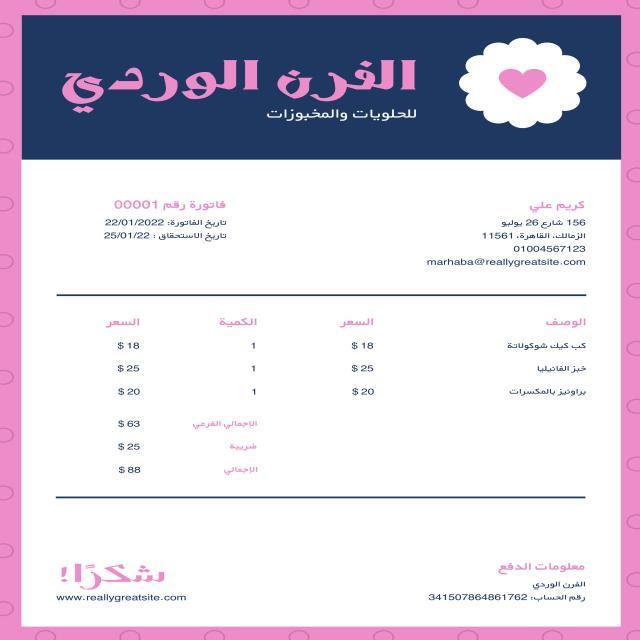 الفرن الوردي
للحلويات والمخبوزات
كريم علي
156 شارع 26 يوليو
الزمالك، القاهرة، 11561
01004567123
marhaba@reallygreatsite.com
فاتورة رقم 00001
تاريخ الفاتورة: 22/01/2022
تاريخ الاستحقاق : 25/01/22
الوصف السعر الكمية السعر
كب كيك شوكولاتة $ 18 1 $ 18
خبز الفانيليا $ 25 1 $ 25
براونيز بالمكسرات $ 20 1 $ 20
الإجمالي الفرعي $ 63
ضريبة $ 25
الإجمالي $ 88
معلومات الدفع
الفرن الوردي
رقم الحساب: 341507864861762
شكرًا!
www.reallygreatsite.com